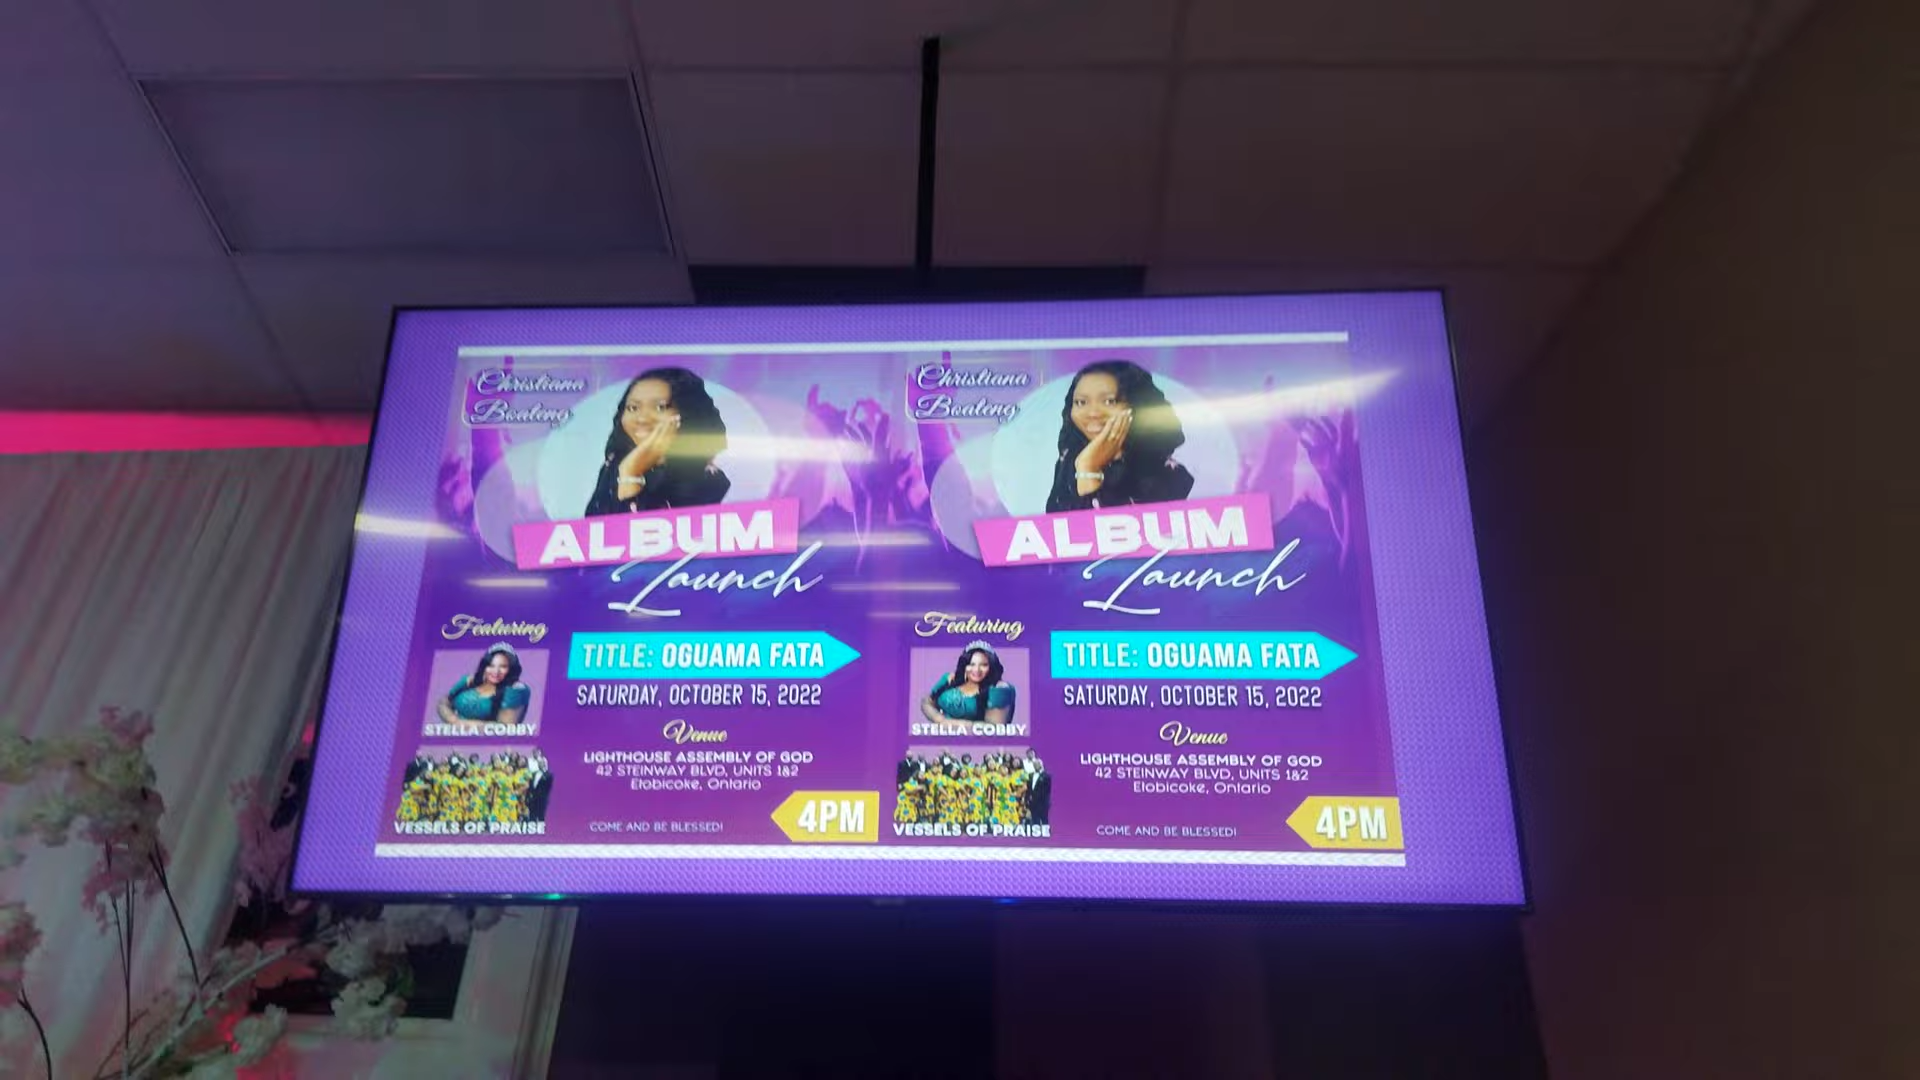 Christiana
Boateng
ALBUM
Launch
Featuring
STELLA COBBY
VESSELS OF PRAISE
TITLE: OGUAMA FATA
SATURDAY, OCTOBER 15, 2022
Venue
LIGHTHOUSE ASSEMBLY OF GOD
42 STEINWAY BLVD, UNITS 1&2
Etobicoke, Ontario
COME AND BE BLESSED!
4PM
Christiana
Boateng
ALBUM
Launch
Featuring
STELLA COBBY
VESSELS OF PRAISE
TITLE: OGUAMA FATA
SATURDAY, OCTOBER 15, 2022
Venue
LIGHTHOUSE ASSEMBLY OF GOD
42 STEINWAY BLVD, UNITS 1&2
Etobicoke, Ontario
COME AND BE BLESSED!
4PM